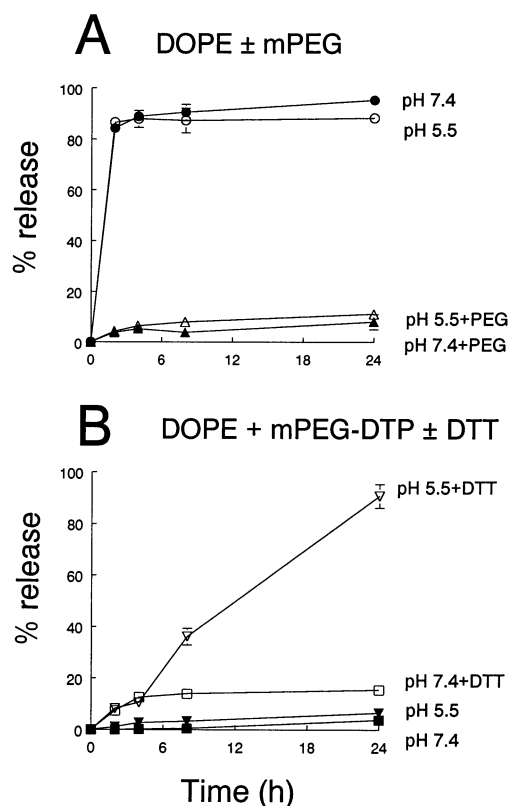 A DOPE ± mPEG
100
80
60
40
20
0
% release
0 6 12 18 24
pH 7.4
pH 5.5
pH 5.5+PEG
pH 7.4+PEG
B DOPE + mPEG-DTP ± DTT
100
80
60
40
20
0
% release
0 6 12 18 24
pH 5.5+DTT
pH 7.4+DTT
pH 5.5
pH 7.4
Time (h)